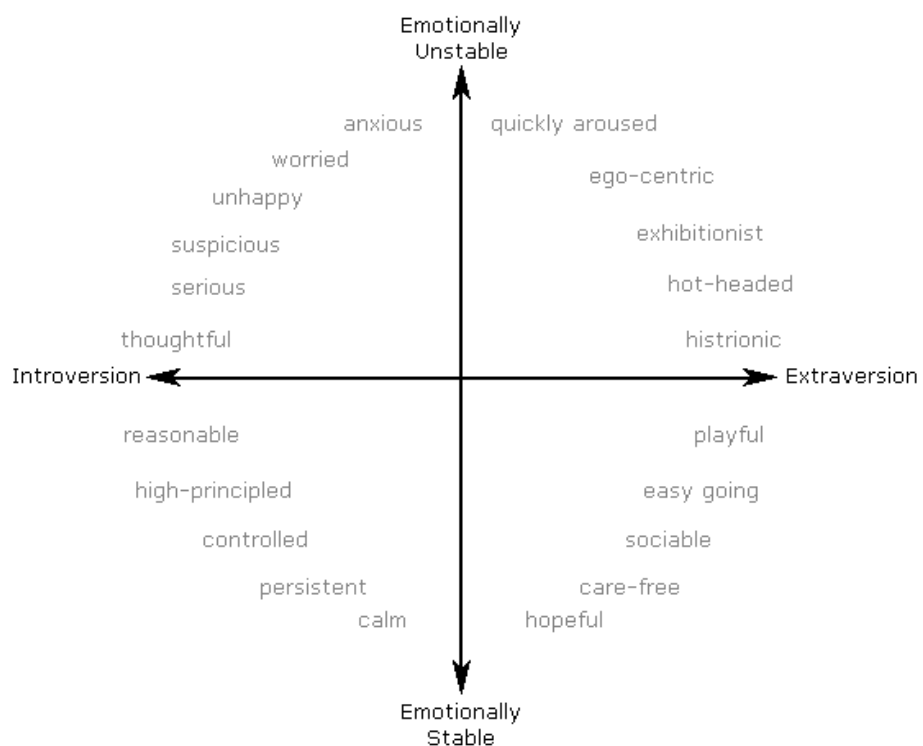 Emotionally
Unstable
anxious
quickly aroused
worried
ego-centric
unhappy
exhibitionist
suspicious
hot-headed
serious
thoughtful
histrionic
Introversion
Extraversion
reasonable
playful
high-principled
easy going
controlled
sociable
persistent
care-free
calm
hopeful
Emotionally
Stable